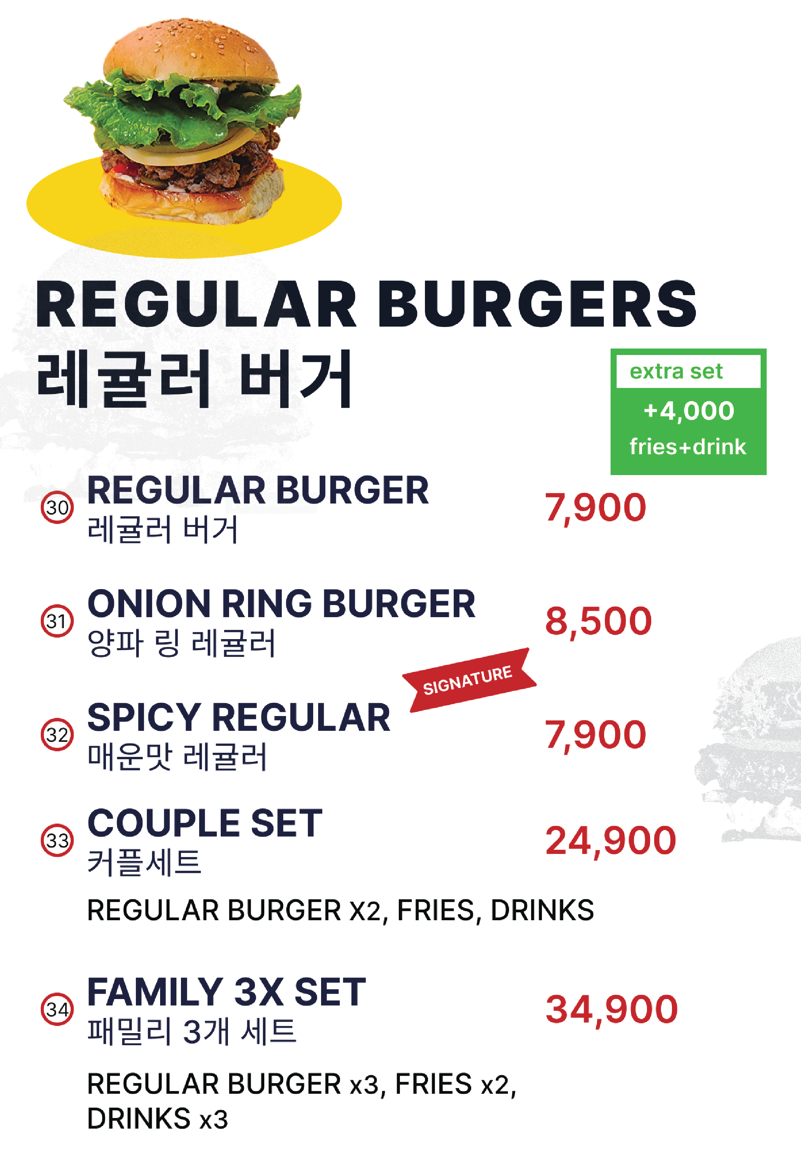 REGULAR BURGERS
레귤러 버거
extra set
+4,000
fries+drink
30 REGULAR BURGER 7,900
레귤러 버거
31 ONION RING BURGER 8,500
양파 링 레귤러
SIGNATURE
32 SPICY REGULAR 7,900
매운맛 레귤러
33 COUPLE SET 24,900
커플세트
REGULAR BURGER X2, FRIES, DRINKS
34 FAMILY 3X SET 34,900
패밀리 3개 세트
REGULAR BURGER x3, FRIES x2,
DRINKS x3